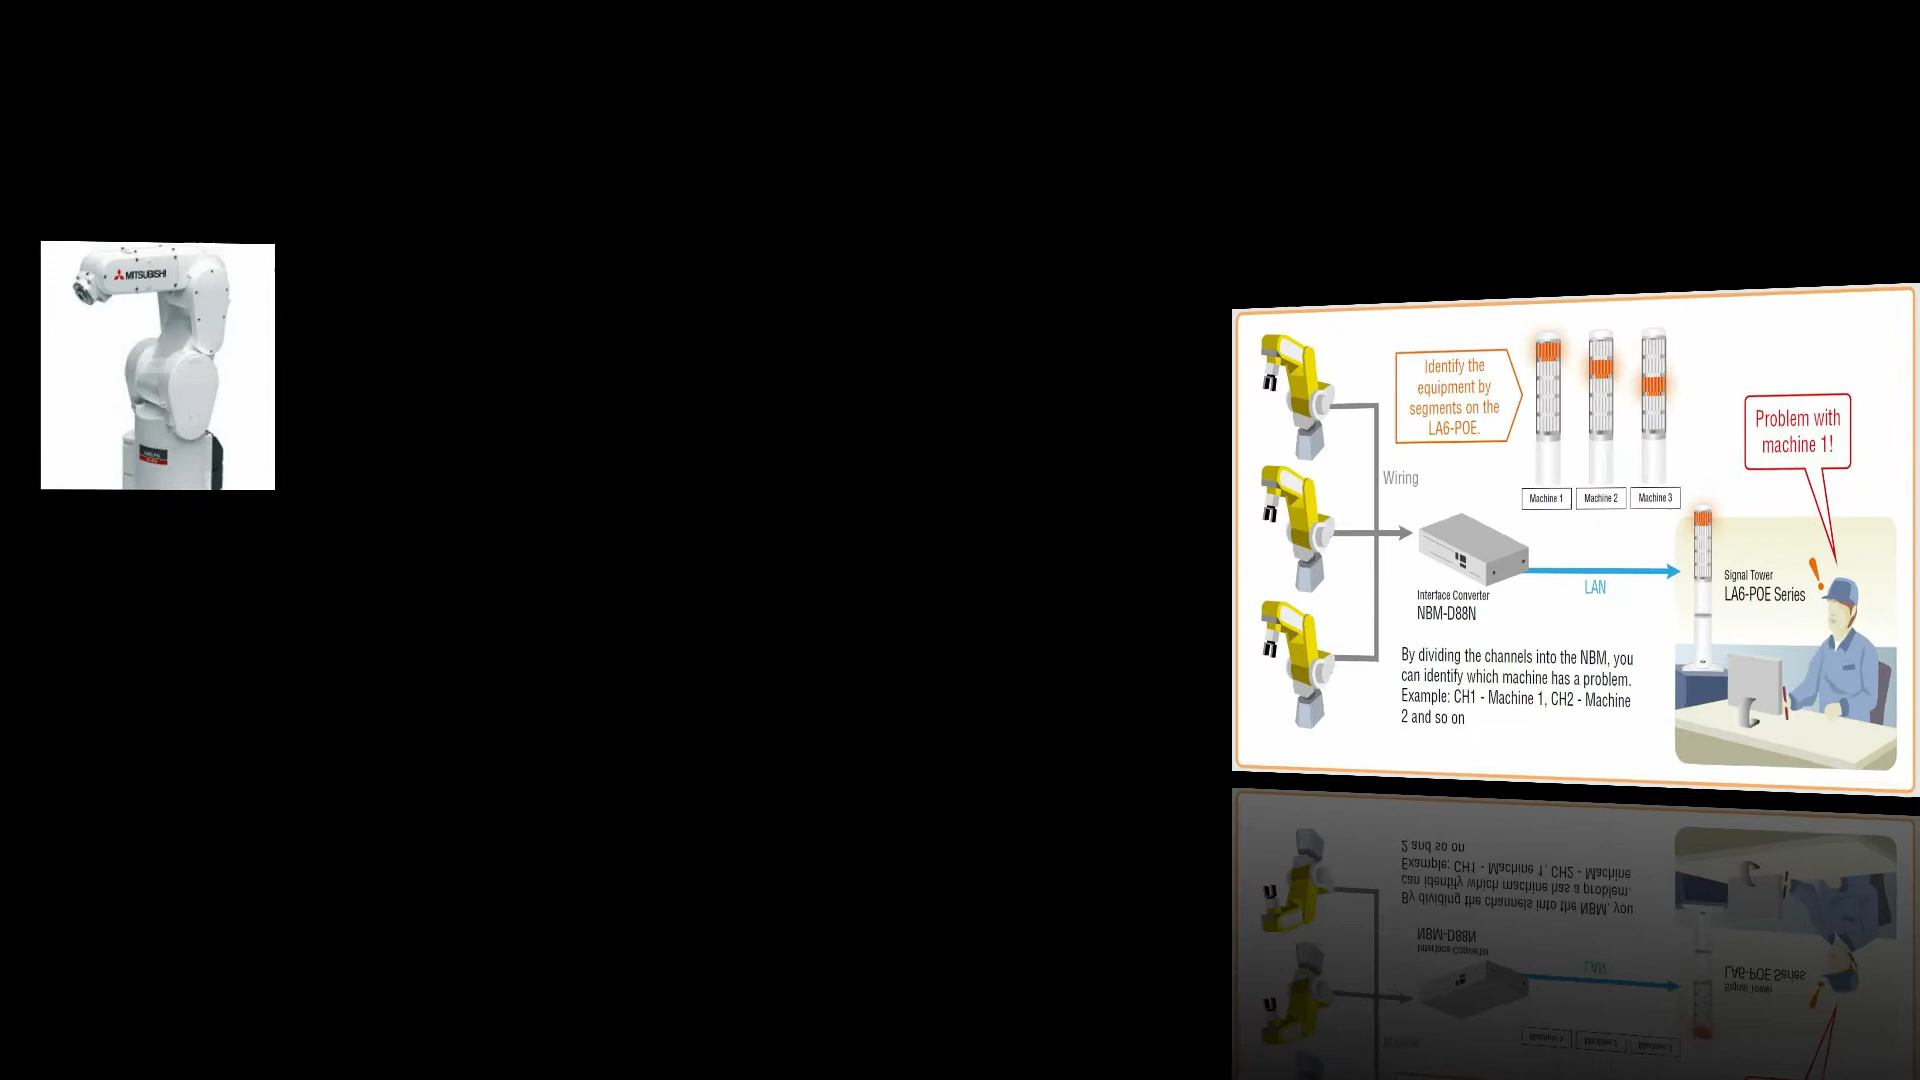 MITSUBISHI
Identify the
equipment by
segments on the
LA6-POE.
Problem with
machine 1!
Wiring
Machine 1
Machine 2
Machine 3
Interface Converter
NBM-D88N
LAN
Signal Tower
LA6-POE Series
By dividing the channels into the NBM, you
can identify which machine has a problem.
Example: CH1 - Machine 1, CH2 - Machine
2 and so on